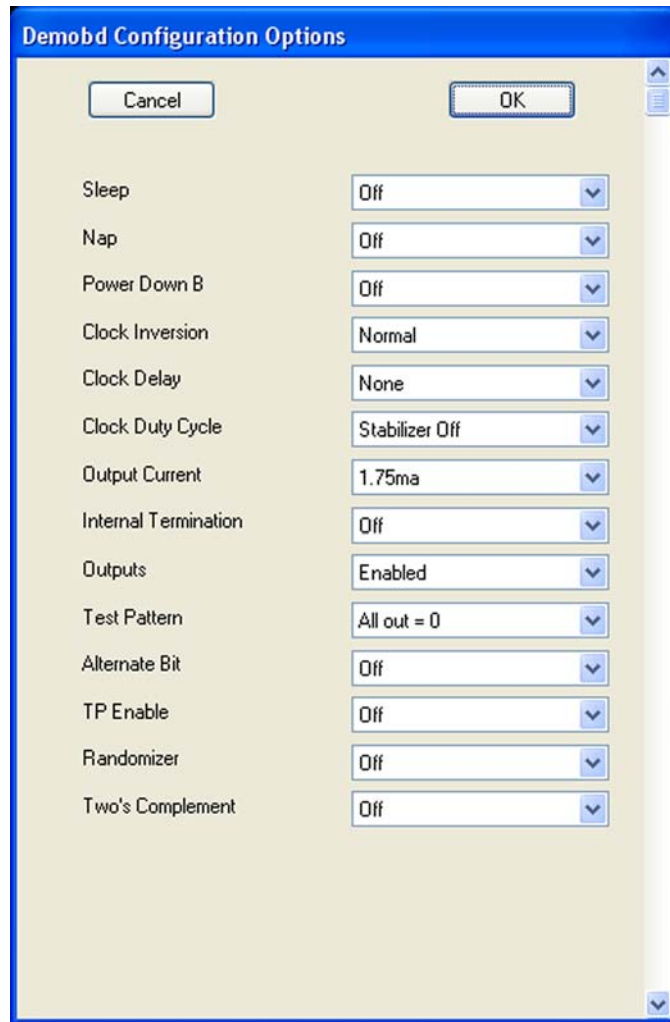 Demobd Configuration Options
Cancel OK
Sleep Off
Nap Off
Power Down B Off
Clock Inversion Normal
Clock Delay None
Clock Duty Cycle Stabilizer Off
Output Current 1.75ma
Internal Termination Off
Outputs Enabled
Test Pattern All out = 0
Alternate Bit Off
TP Enable Off
Randomizer Off
Two's Complement Off